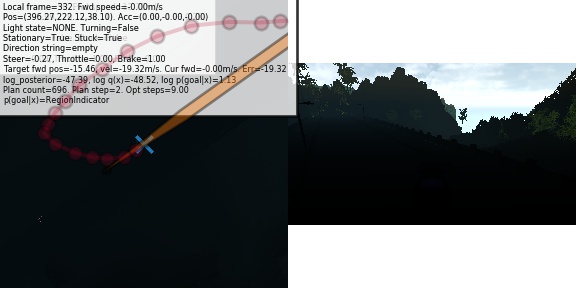 Local frame=332. Fwd speed=-0.00m/s
Pos=(396.27,222.12,38.10). Acc=(0.00,-0.00,-0.00)
Light state=NONE. Turning=False
Stationary=True. Stuck=True
Direction string=empty
Steer=-0.27, Throttle=0.00, Brake=1.00
Target fwd pos=-15.46, vel=-19.32m/s. Cur fwd=-0.00m/s, Err=-19.32
log_posterior=-47.39, log q(x)=-48.52, log p(goal|x)=1.13
Plan count=696. Plan step=2. Opt steps=9.00
p(goal|x)=RegionIndicator